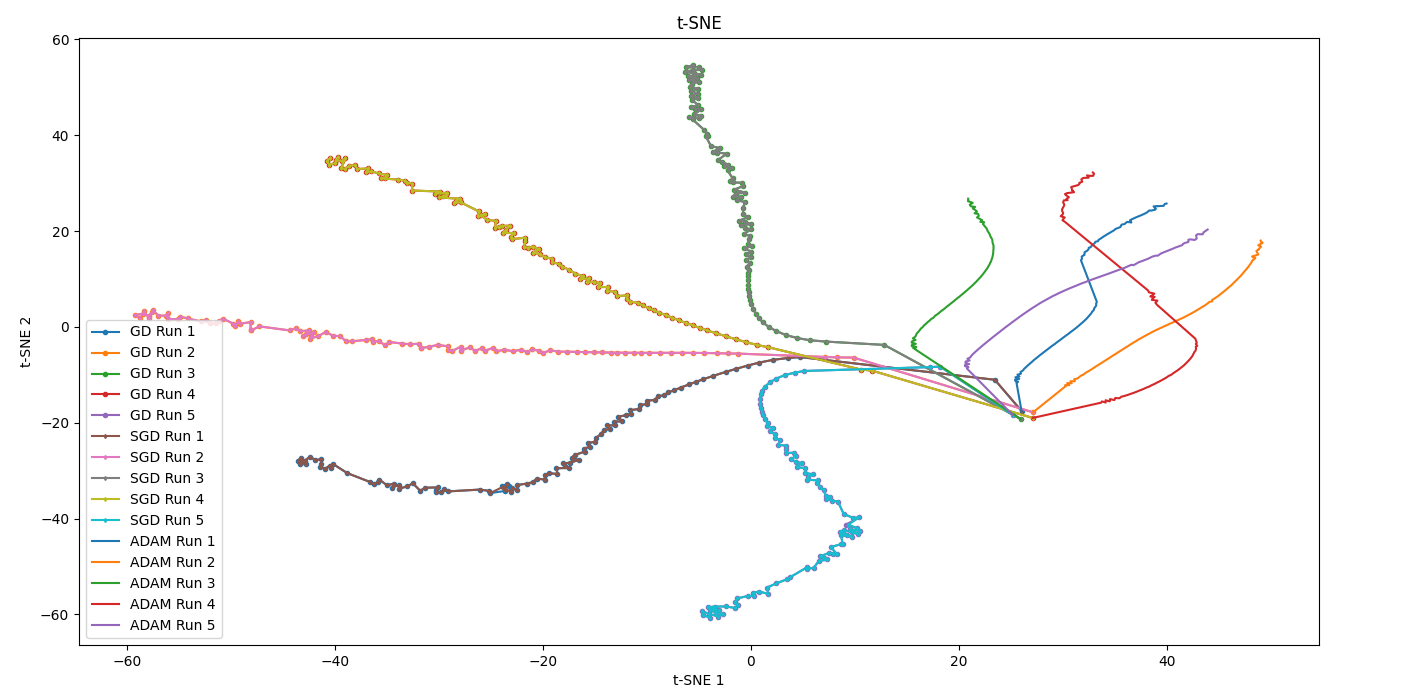 t-SNE
60
40
20
0
−20
−40
−60
t-SNE 2
GD Run 1
GD Run 2
GD Run 3
GD Run 4
GD Run 5
SGD Run 1
SGD Run 2
SGD Run 3
SGD Run 4
SGD Run 5
ADAM Run 1
ADAM Run 2
ADAM Run 3
ADAM Run 4
ADAM Run 5
−60 −40 −20 0 20 40
t-SNE 1